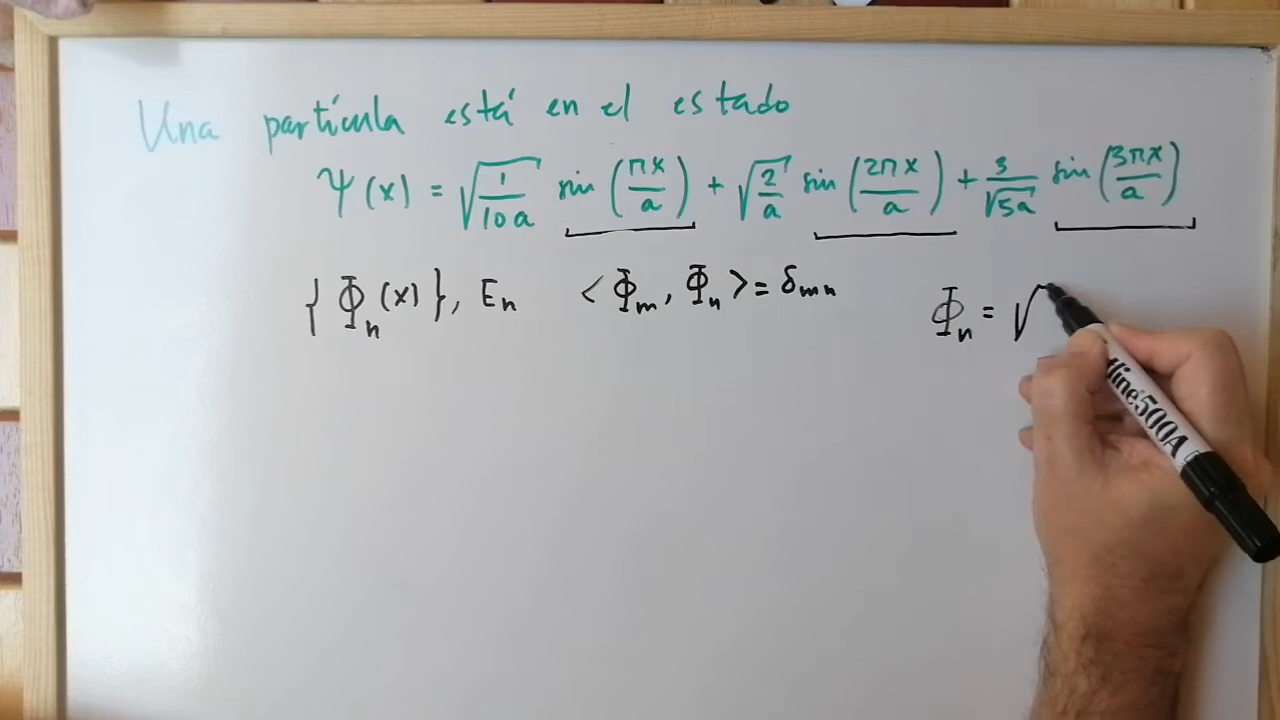 Una partícula está en el estado
Ψ(x) = √(1/10a) sin(πx/a) + √(2/a) sin(2πx/a) + 3/√5a sin(3πx/a)
{Φn(x)}, En <Φm, Φn> = δmn Φn = √
line500A